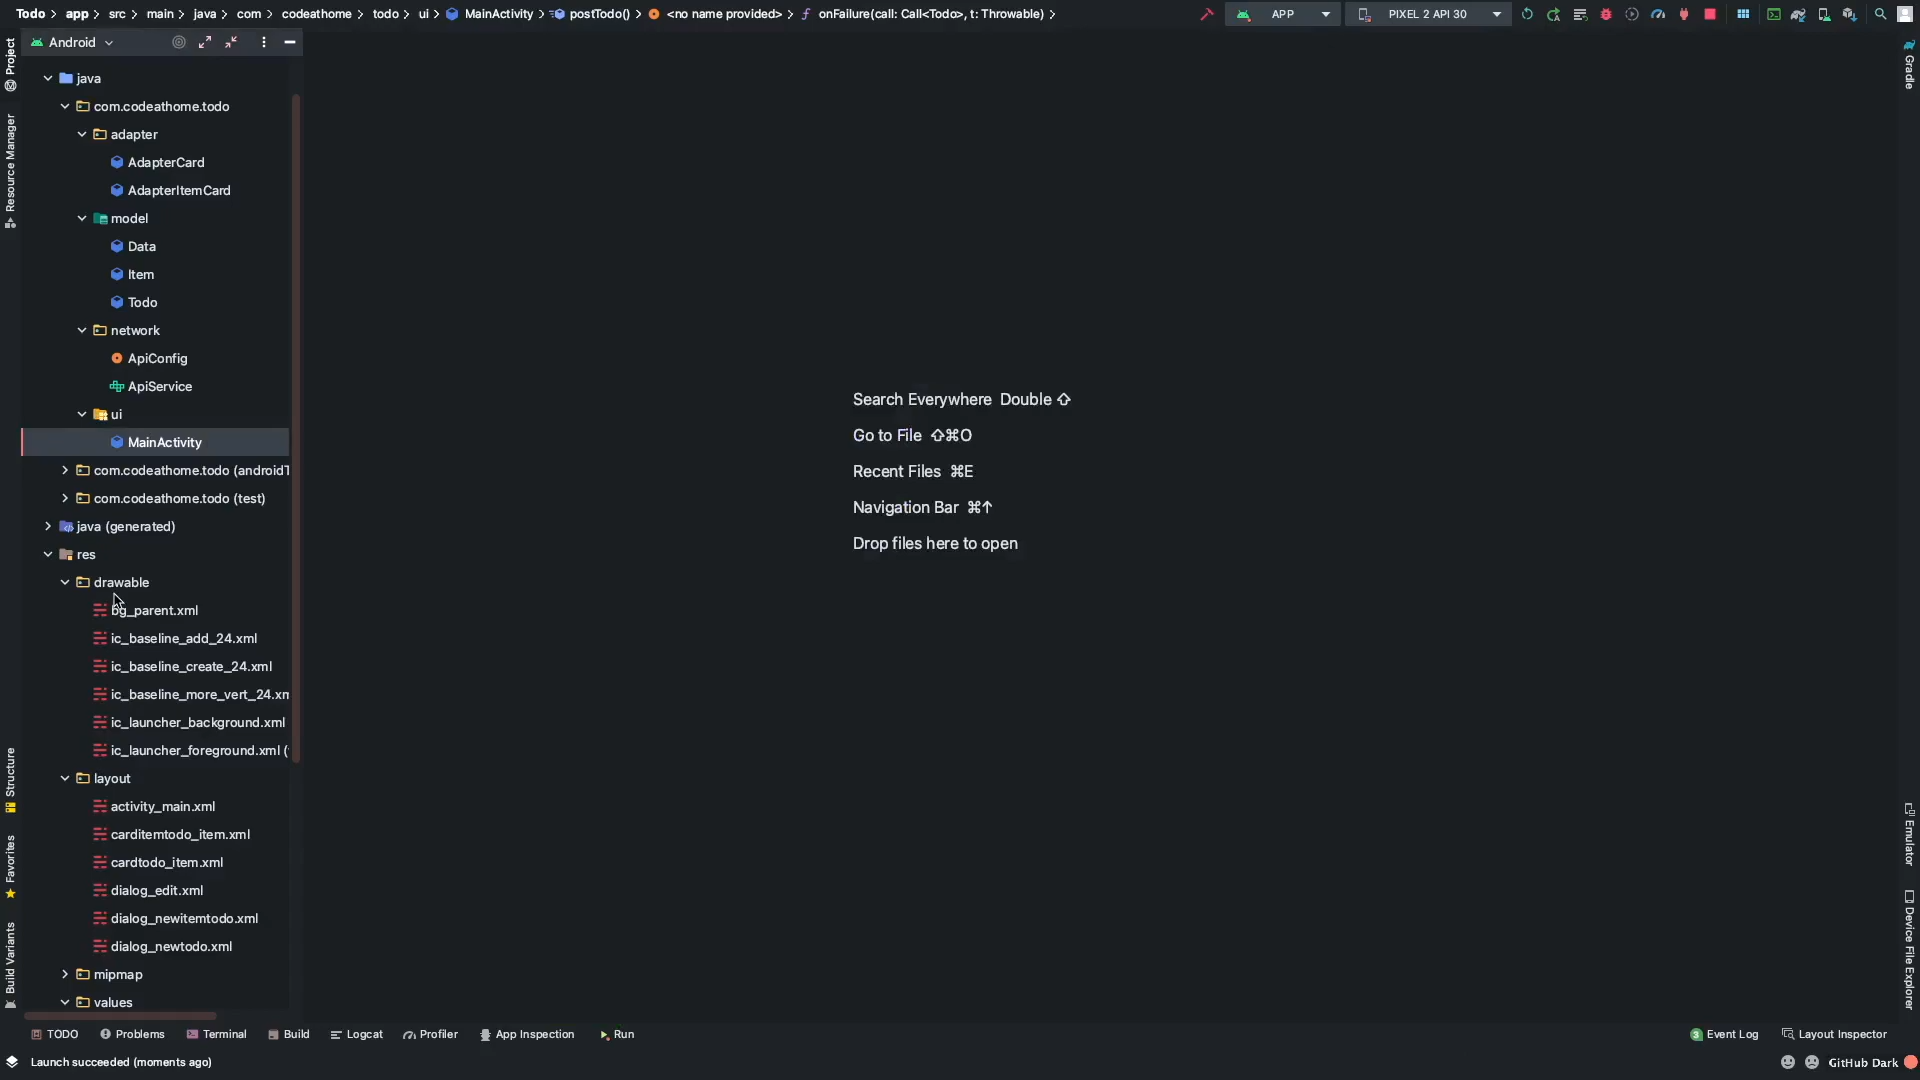 Todo app src main java com codeathome todo ui MainActivity postTodo() <no name provided> onFailure(call: Call<Todo>, t: Throwable)
APP
PIXEL 2 API 30
Android
Project
Resource Manager
Structure
Favorites
Build Variants
java
com.codeathome.todo
adapter
AdapterCard
AdapterItemCard
model
Data
Item
Todo
network
ApiConfig
ApiService
ui
MainActivity
com.codeathome.todo (androidT
com.codeathome.todo (test)
java (generated)
res
drawable
bg_parent.xml
ic_baseline_add_24.xml
ic_baseline_create_24.xml
ic_baseline_more_vert_24.xm
ic_launcher_background.xml
ic_launcher_foreground.xml (
layout
activity_main.xml
carditemtodo_item.xml
cardtodo_item.xml
dialog_edit.xml
dialog_newitemtodo.xml
dialog_newtodo.xml
mipmap
values
Search Everywhere Double ⇧
Go to File ⇧⌘O
Recent Files ⌘E
Navigation Bar ⌘↑
Drop files here to open
Gradle
Emulator
Device File Explorer
TODO Problems Terminal Build Logcat Profiler App Inspection Run
3 Event Log Layout Inspector
Launch succeeded (moments ago)
GitHub Dark